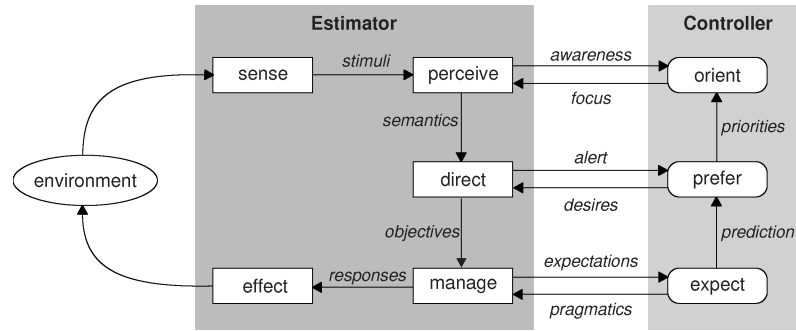 Estimator
Controller
sense
stimuli
perceive
awareness
orient
focus
semantics
priorities
environment
direct
alert
prefer
desires
objectives
prediction
effect
responses
manage
expectations
expect
pragmatics